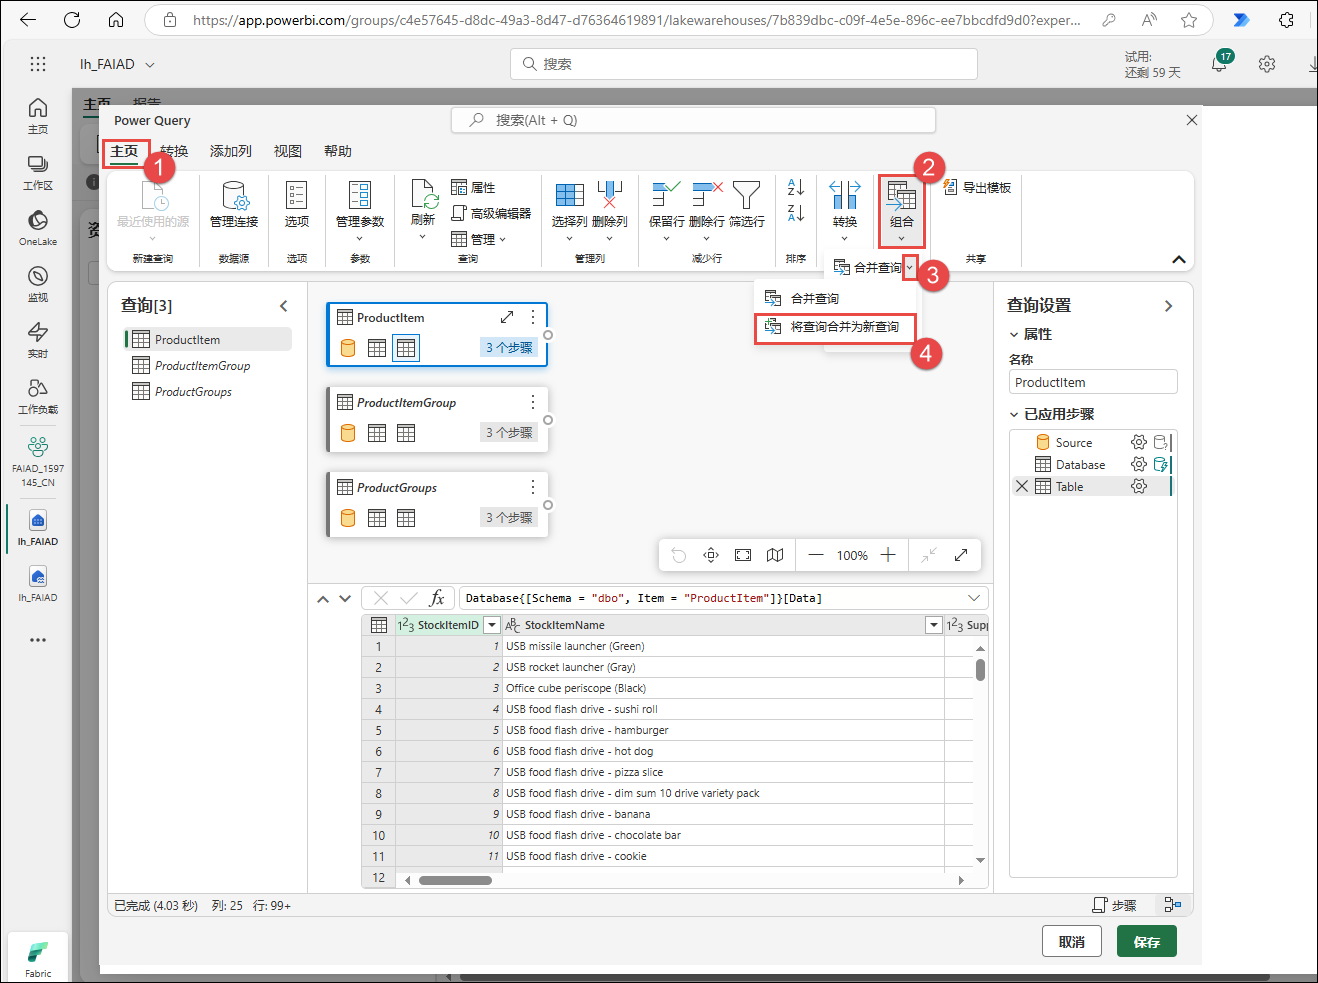 https://app.powerbi.com/groups/c4e57645-d8dc-49a3-8d47-d76364619891/lakewarehouses/7b839dbc-c09f-4e5e-896c-ee7bbcdfd9d0?exper...
lh_FAIAD
搜索
试用:
还剩 59 天
17
主页
工作区
OneLake
监视
实时
工作负载
FAIAD_1597
145_CN
lh_FAIAD
lh_FAIAD
Fabric
主页 报告
Power Query
搜索(Alt + Q)
主页 转换 添加列 视图 帮助
1
2
3
4
最近使用的源
新建查询
管理连接
数据源
选项
选项
管理参数
参数
刷新
属性
高级编辑器
管理
查询
选择列 删除列
管理列
保留行 删除行 筛选行
减少行
排序
转换
组合
导出模板
共享
合并查询
合并查询
将查询合并为新查询
查询[3]
ProductItem
ProductItemGroup
ProductGroups
ProductItem
3 个步骤
ProductItemGroup
3 个步骤
ProductGroups
3 个步骤
100%
查询设置
属性
名称
ProductItem
已应用步骤
Source
Database
Table
fx
Database{[Schema = "dbo", Item = "ProductItem"]}[Data]
123 StockItemID ABC StockItemName 123 Supp
1 1 USB missile launcher (Green)
2 2 USB rocket launcher (Gray)
3 3 Office cube periscope (Black)
4 4 USB food flash drive - sushi roll
5 5 USB food flash drive - hamburger
6 6 USB food flash drive - hot dog
7 7 USB food flash drive - pizza slice
8 8 USB food flash drive - dim sum 10 drive variety pack
9 9 USB food flash drive - banana
10 10 USB food flash drive - chocolate bar
11 11 USB food flash drive - cookie
12
已完成 (4.03 秒) 列: 25 行: 99+
步骤
取消
保存